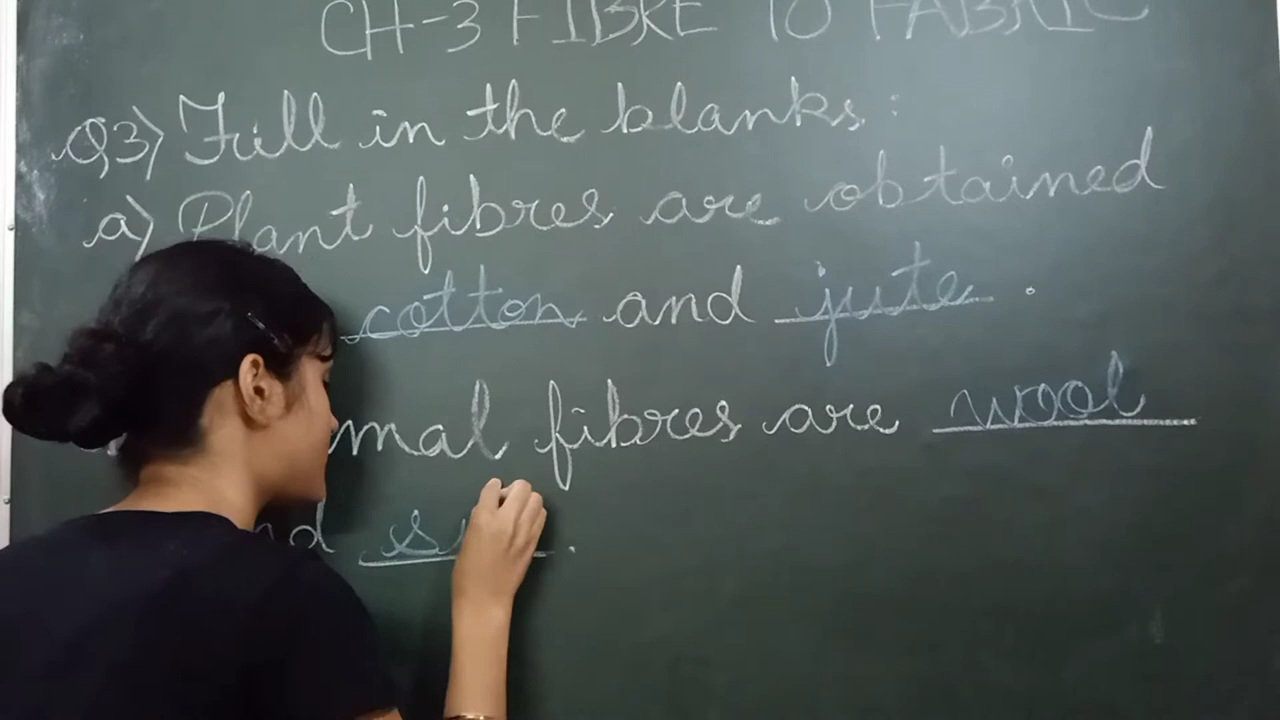 CH-3 FIBRE TO FABRIC
Q3) Fill in the blanks:
a) Plant fibres are obtained
cotton and jute.
fibres are wool